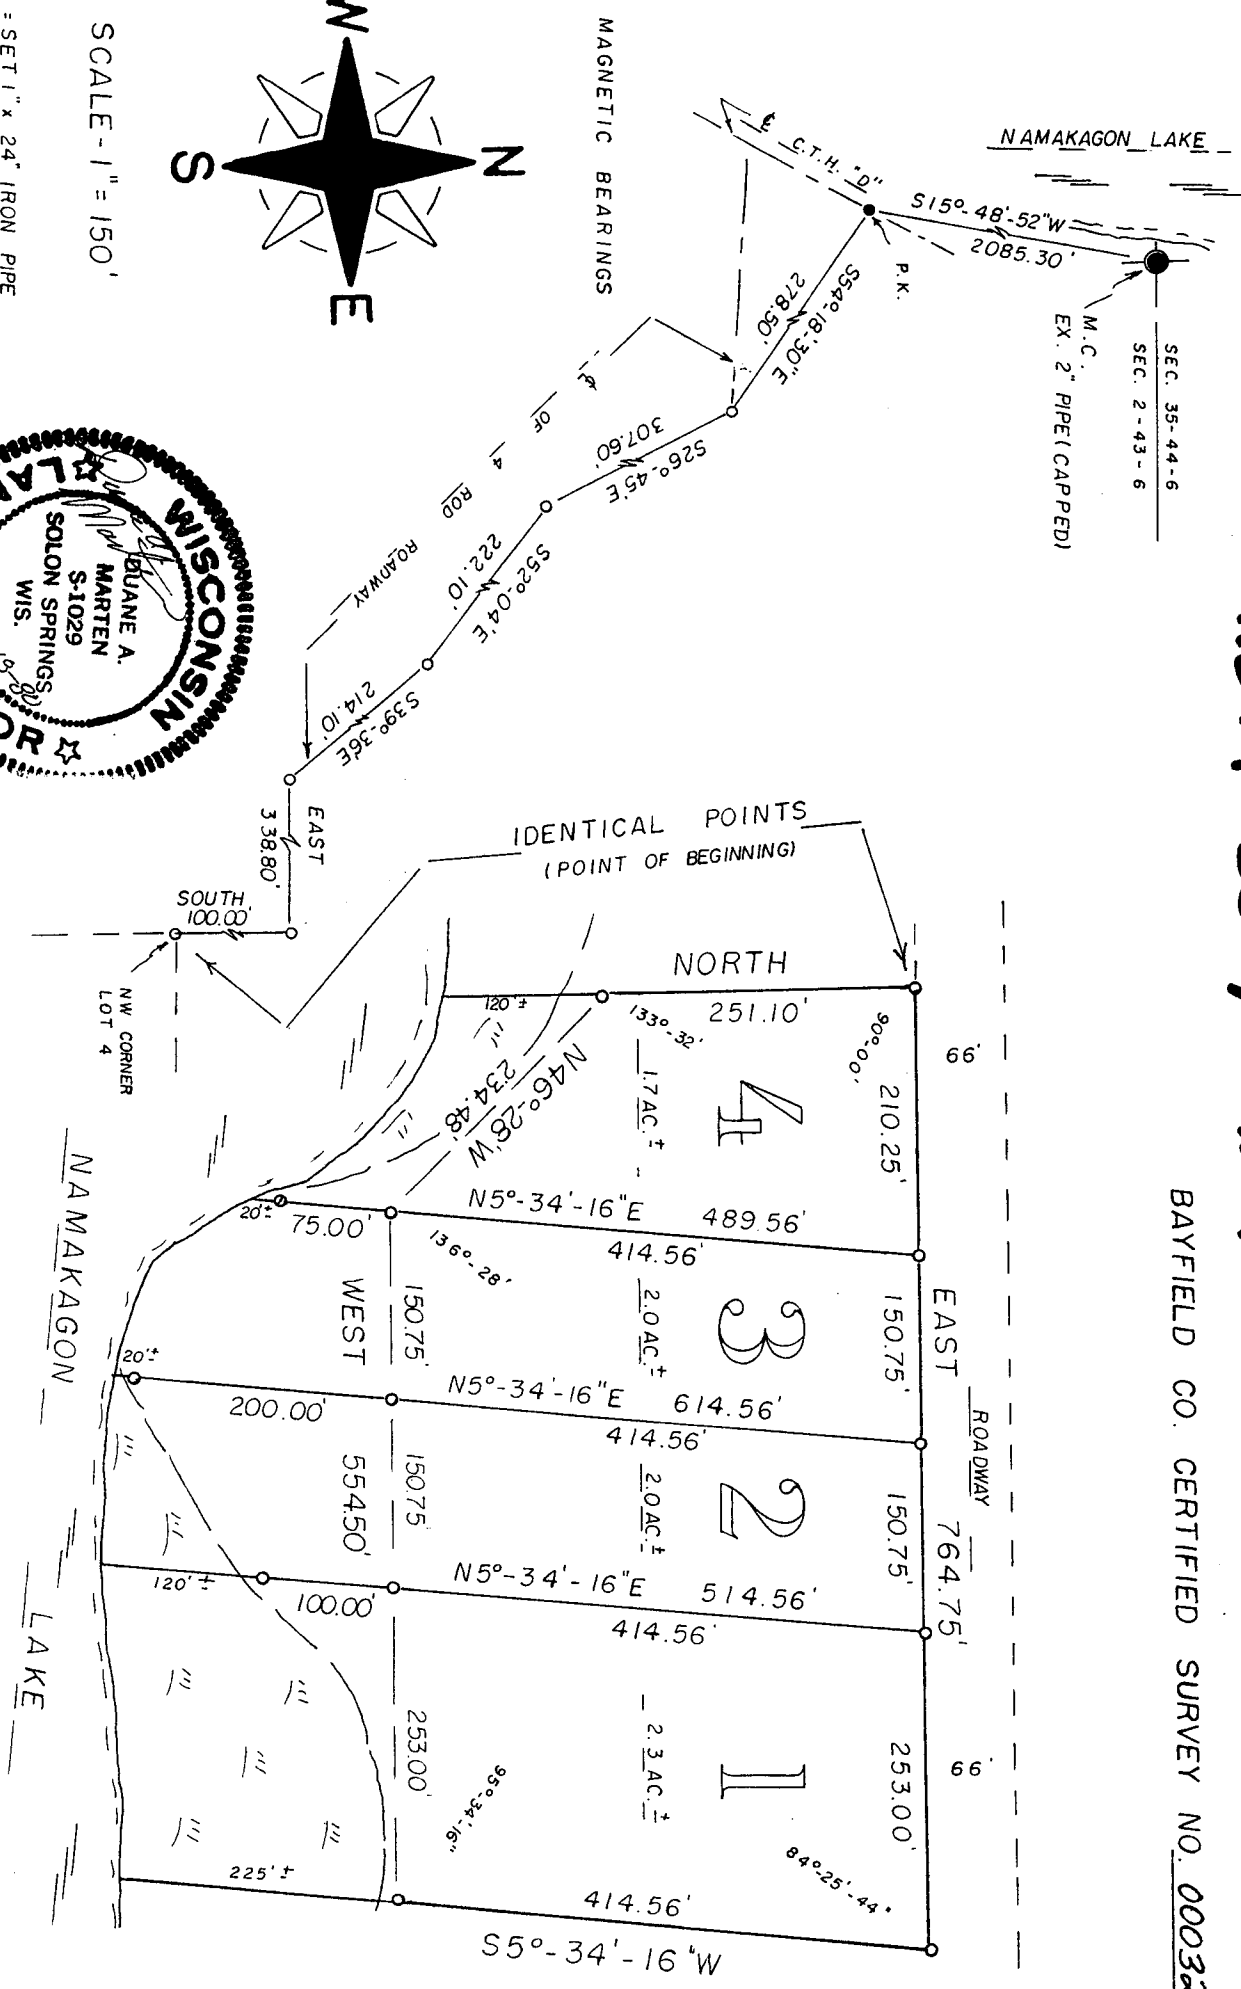 BAYFIELD CO. CERTIFIED SURVEY NO.
NAMAKAGON LAKE
S15°-48'-52"W
2085.30'
SEC. 35-44-6
SEC. 2-43-6
M.C.
EX. 2" PIPE (CAPPED)
℄ C.T.H. "D"
P.K.
S54°-18'-30"E
278.50'
S26°-45'E
307.60'
S52°-04'E
222.10'
S39°-36'E
214.10'
℄ OF 4 ROD ROADWAY
EAST
338.80'
SOUTH
100.00'
NW CORNER
LOT 4
IDENTICAL POINTS
(POINT OF BEGINNING)
MAGNETIC BEARINGS
N
E
S
W
SCALE - 1" = 150'
= SET 1" x 24" IRON PIPE
WISCONSIN
DUANE A.
MARTEN
S-1029
SOLON SPRINGS,
WIS.
66'
EAST
ROADWAY
764.75'
66'
NORTH
251.10'
120'±
133°-32'
90°-00'
210.25'
4
1.7 AC.±
N46°-28'W
234.48'
N5°-34'-16"E
489.56'
414.56'
75.00'
20'±
136°-28'
150.75'
3
2.0 AC.±
150.75'
WEST
554.50'
N5°-34'-16"E
614.56'
414.56'
200.00'
20'±
150.75'
2
2.0 AC.±
150.75
N5°-34'-16"E
514.56'
414.56'
100.00'
120'±
253.00'
1
2.3 AC.±
253.00'
84°-25'-44"
95°-34'-16"
414.56'
S5°-34'-16"W
225'±
NAMAKAGON LAKE